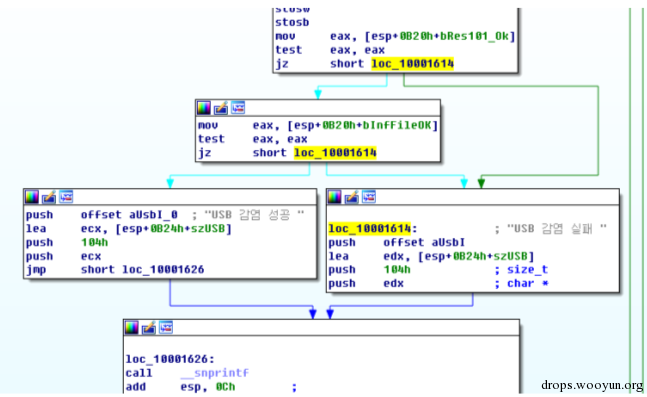 stosw
stosb
mov eax, [esp+0B20h+bRes101_Ok]
test eax, eax
jz short loc_10001614
mov eax, [esp+0B20h+bInfFileOK]
test eax, eax
jz short loc_10001614
push offset aUsbI_0 ; "USB 감염 성공 "
lea ecx, [esp+0B24h+szUSB]
push 104h
push ecx
jmp short loc_10001626
loc_10001614: ; "USB 감염 실패 "
push offset aUsbI
lea edx, [esp+0B24h+szUSB]
push 104h ; size_t
push edx ; char *
loc_10001626:
call __snprintf
add esp, 0Ch ;
drops.wooyun.org